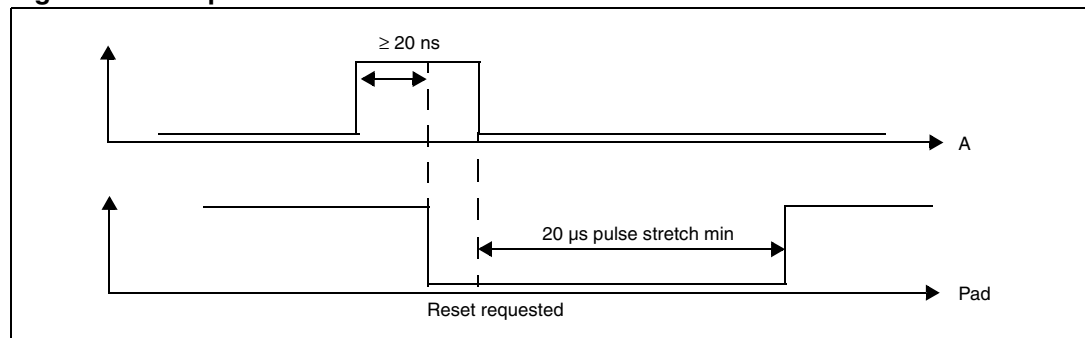 ≥ 20 ns
A
20 µs pulse stretch min
Pad
Reset requested